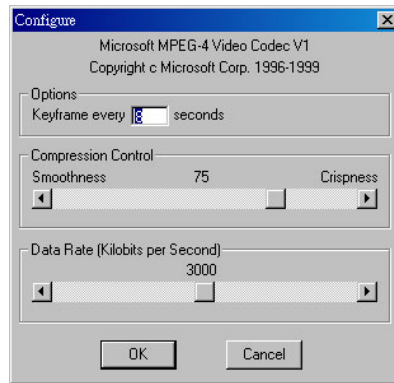 Configure
Microsoft MPEG-4 Video Codec V1
Copyright c Microsoft Corp. 1996-1999
Options
Keyframe every 8 seconds
Compression Control
Smoothness 75 Crispness
Data Rate (Kilobits per Second)
3000
OK Cancel